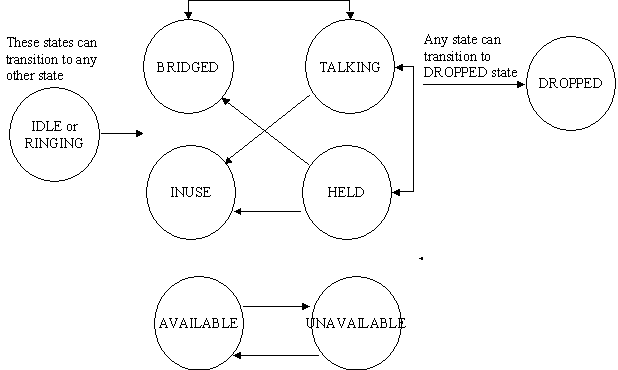 These states can
transition to any
other state
IDLE or
RINGING
BRIDGED
TALKING
INUSE
HELD
Any state can
transition to
DROPPED state
DROPPED
AVAILABLE
UNAVAILABLE